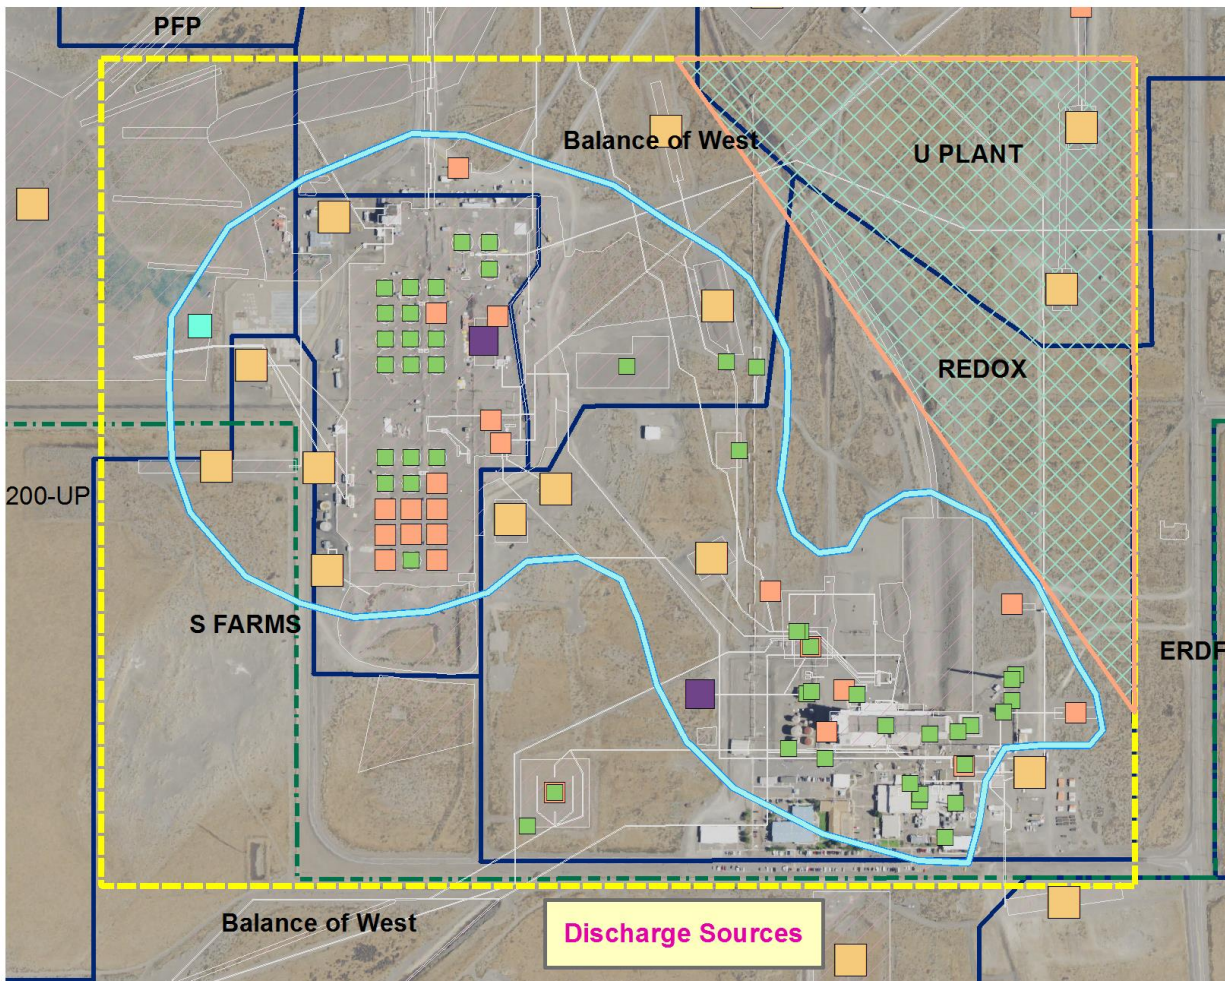 PFP
Balance of West
U PLANT
REDOX
200-UP
S FARMS
ERDF
Balance of West
Discharge Sources